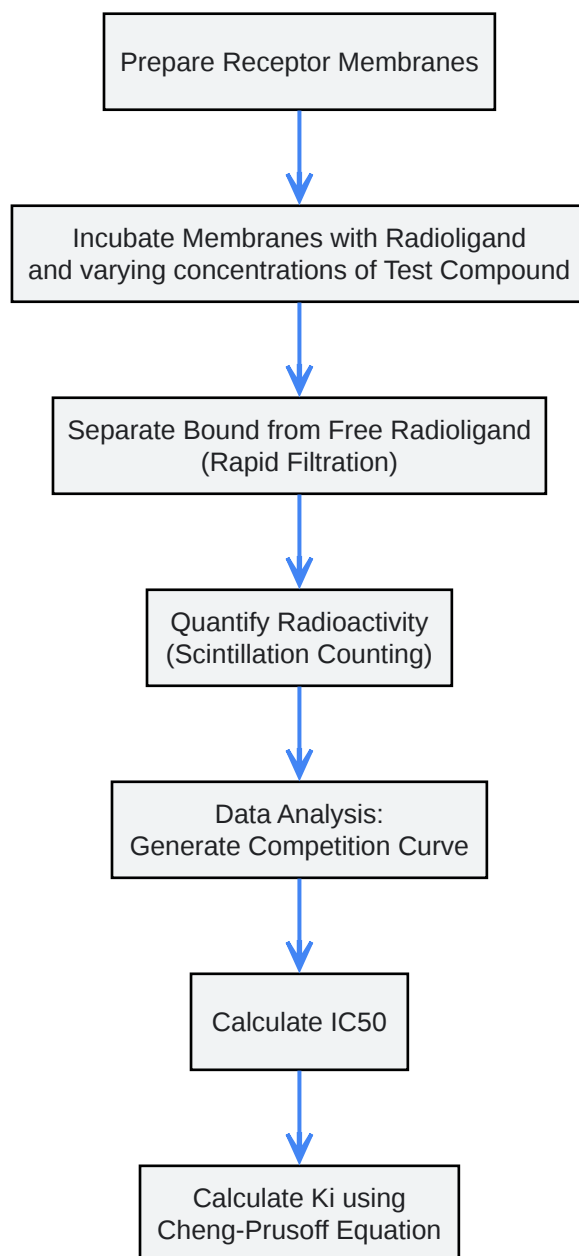 Prepare Receptor Membranes
Incubate Membranes with Radioligand
and varying concentrations of Test Compound
Separate Bound from Free Radioligand
(Rapid Filtration)
Quantify Radioactivity
(Scintillation Counting)
Data Analysis:
Generate Competition Curve
Calculate IC50
Calculate Ki using
Cheng-Prusoff Equation